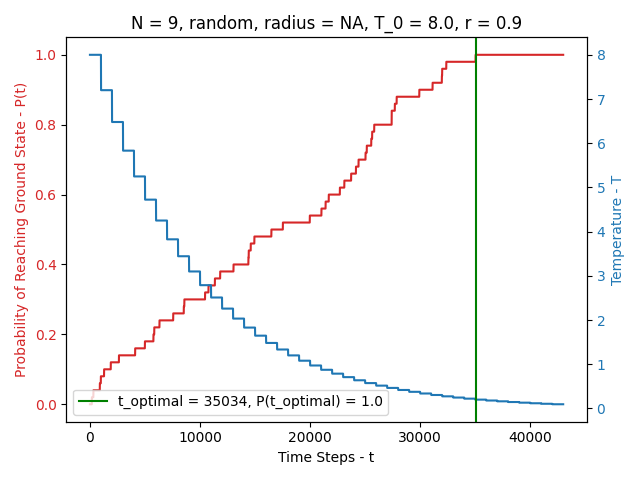 N = 9, random, radius = NA, T_0 = 8.0, r = 0.9
Probability of Reaching Ground State - P(t)
1.0
0.8
0.6
0.4
0.2
0.0
8
7
6
5
4
3
2
1
0
Temperature - T
t_optimal = 35034, P(t_optimal) = 1.0
0 10000 20000 30000 40000
Time Steps - t